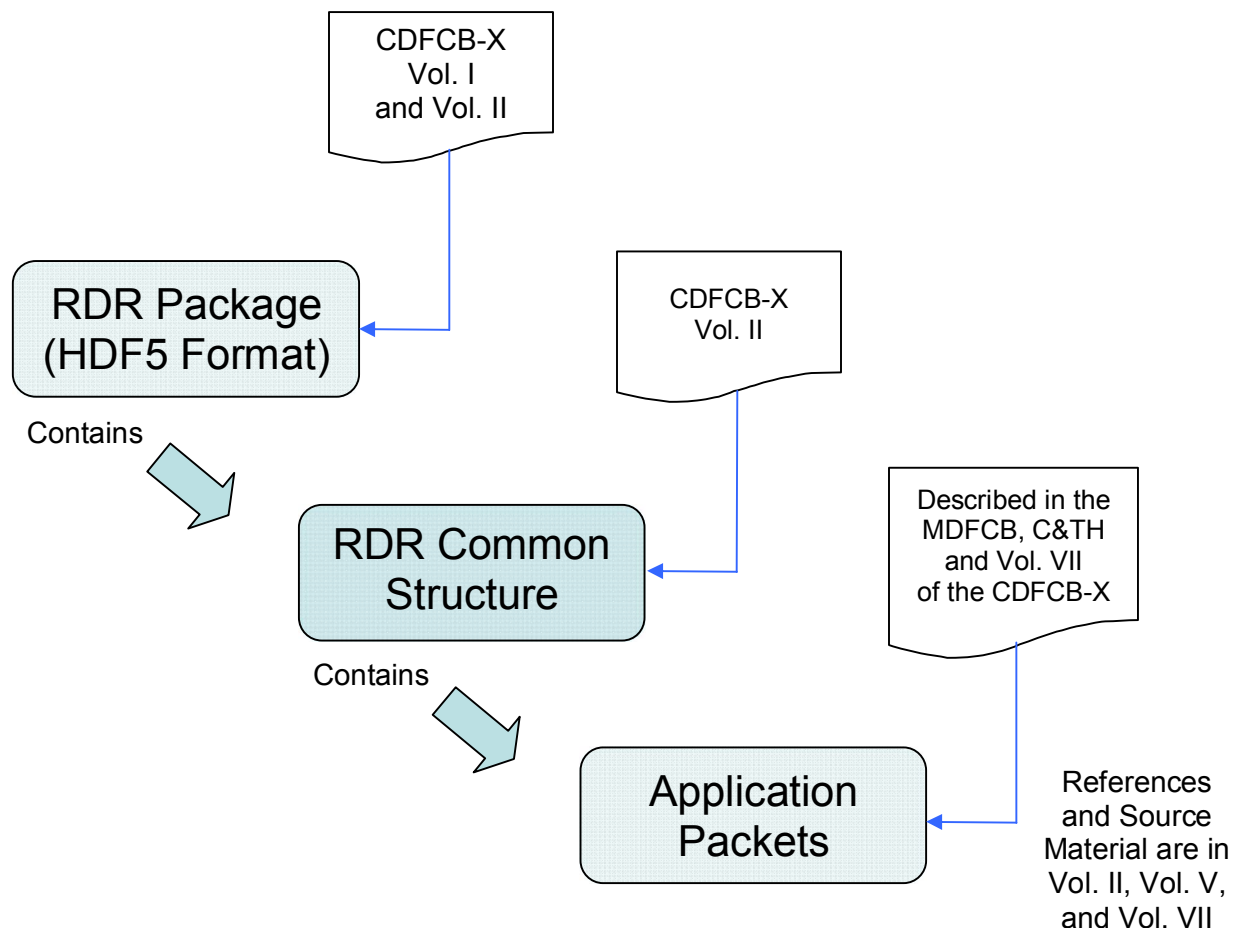 CDFCB-X
Vol. I
and Vol. II
RDR Package
(HDF5 Format)
CDFCB-X
Vol. II
Contains
Described in the
MDFCB, C&TH
and Vol. VII
of the CDFCB-X
RDR Common
Structure
Contains
Application
Packets
References
and Source
Material are in
Vol. II, Vol. V,
and Vol. VII